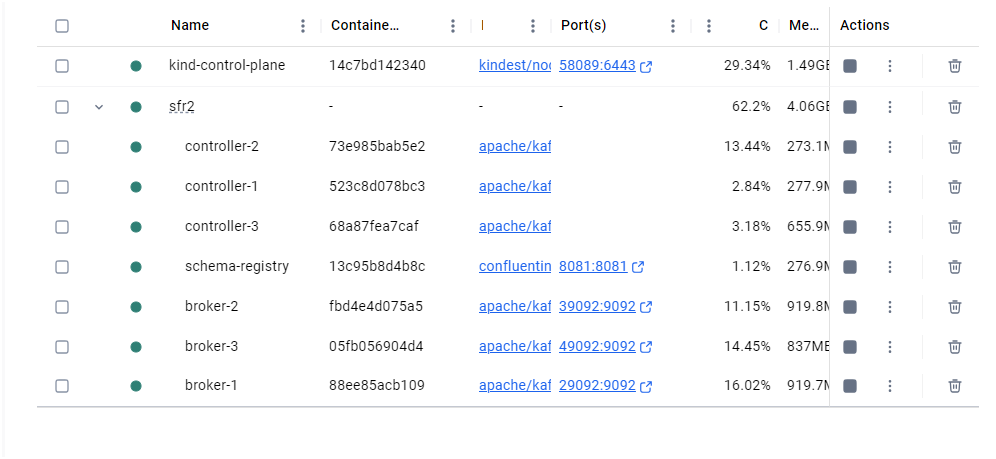 Name Containe... I Port(s) C Me... Actions
kind-control-plane 14c7bd142340 kindest/noc 58089:6443 29.34% 1.49GE
sfr2 - - - 62.2% 4.06GE
controller-2 73e985bab5e2 apache/kaf 13.44% 273.1M
controller-1 523c8d078bc3 apache/kaf 2.84% 277.9M
controller-3 68a87fea7caf apache/kaf 3.18% 655.9M
schema-registry 13c95b8d4b8c confluentin 8081:8081 1.12% 276.9M
broker-2 fbd4e4d075a5 apache/kaf 39092:9092 11.15% 919.8M
broker-3 05fb056904d4 apache/kaf 49092:9092 14.45% 837ME
broker-1 88ee85acb109 apache/kaf 29092:9092 16.02% 919.7M